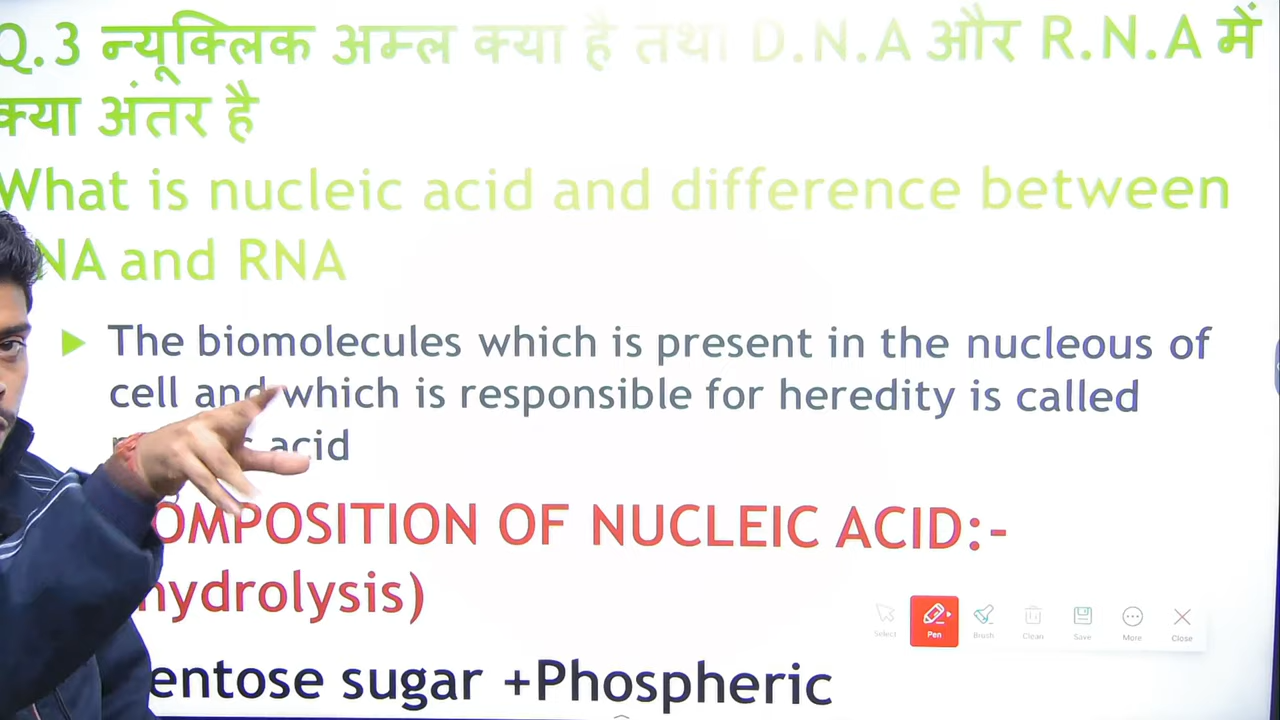 Q.3 न्यूक्लिक अम्ल क्या है तथा D.N.A और R.N.A में
क्या अंतर है
What is nucleic acid and difference between
NA and RNA
The biomolecules which is present in the nucleous of
cell and which is responsible for heredity is called
acid
OMPOSITION OF NUCLEIC ACID:-
hydrolysis)
entose sugar +Phospheric
Select
Pen
Brush
Clean
Save
More
Close